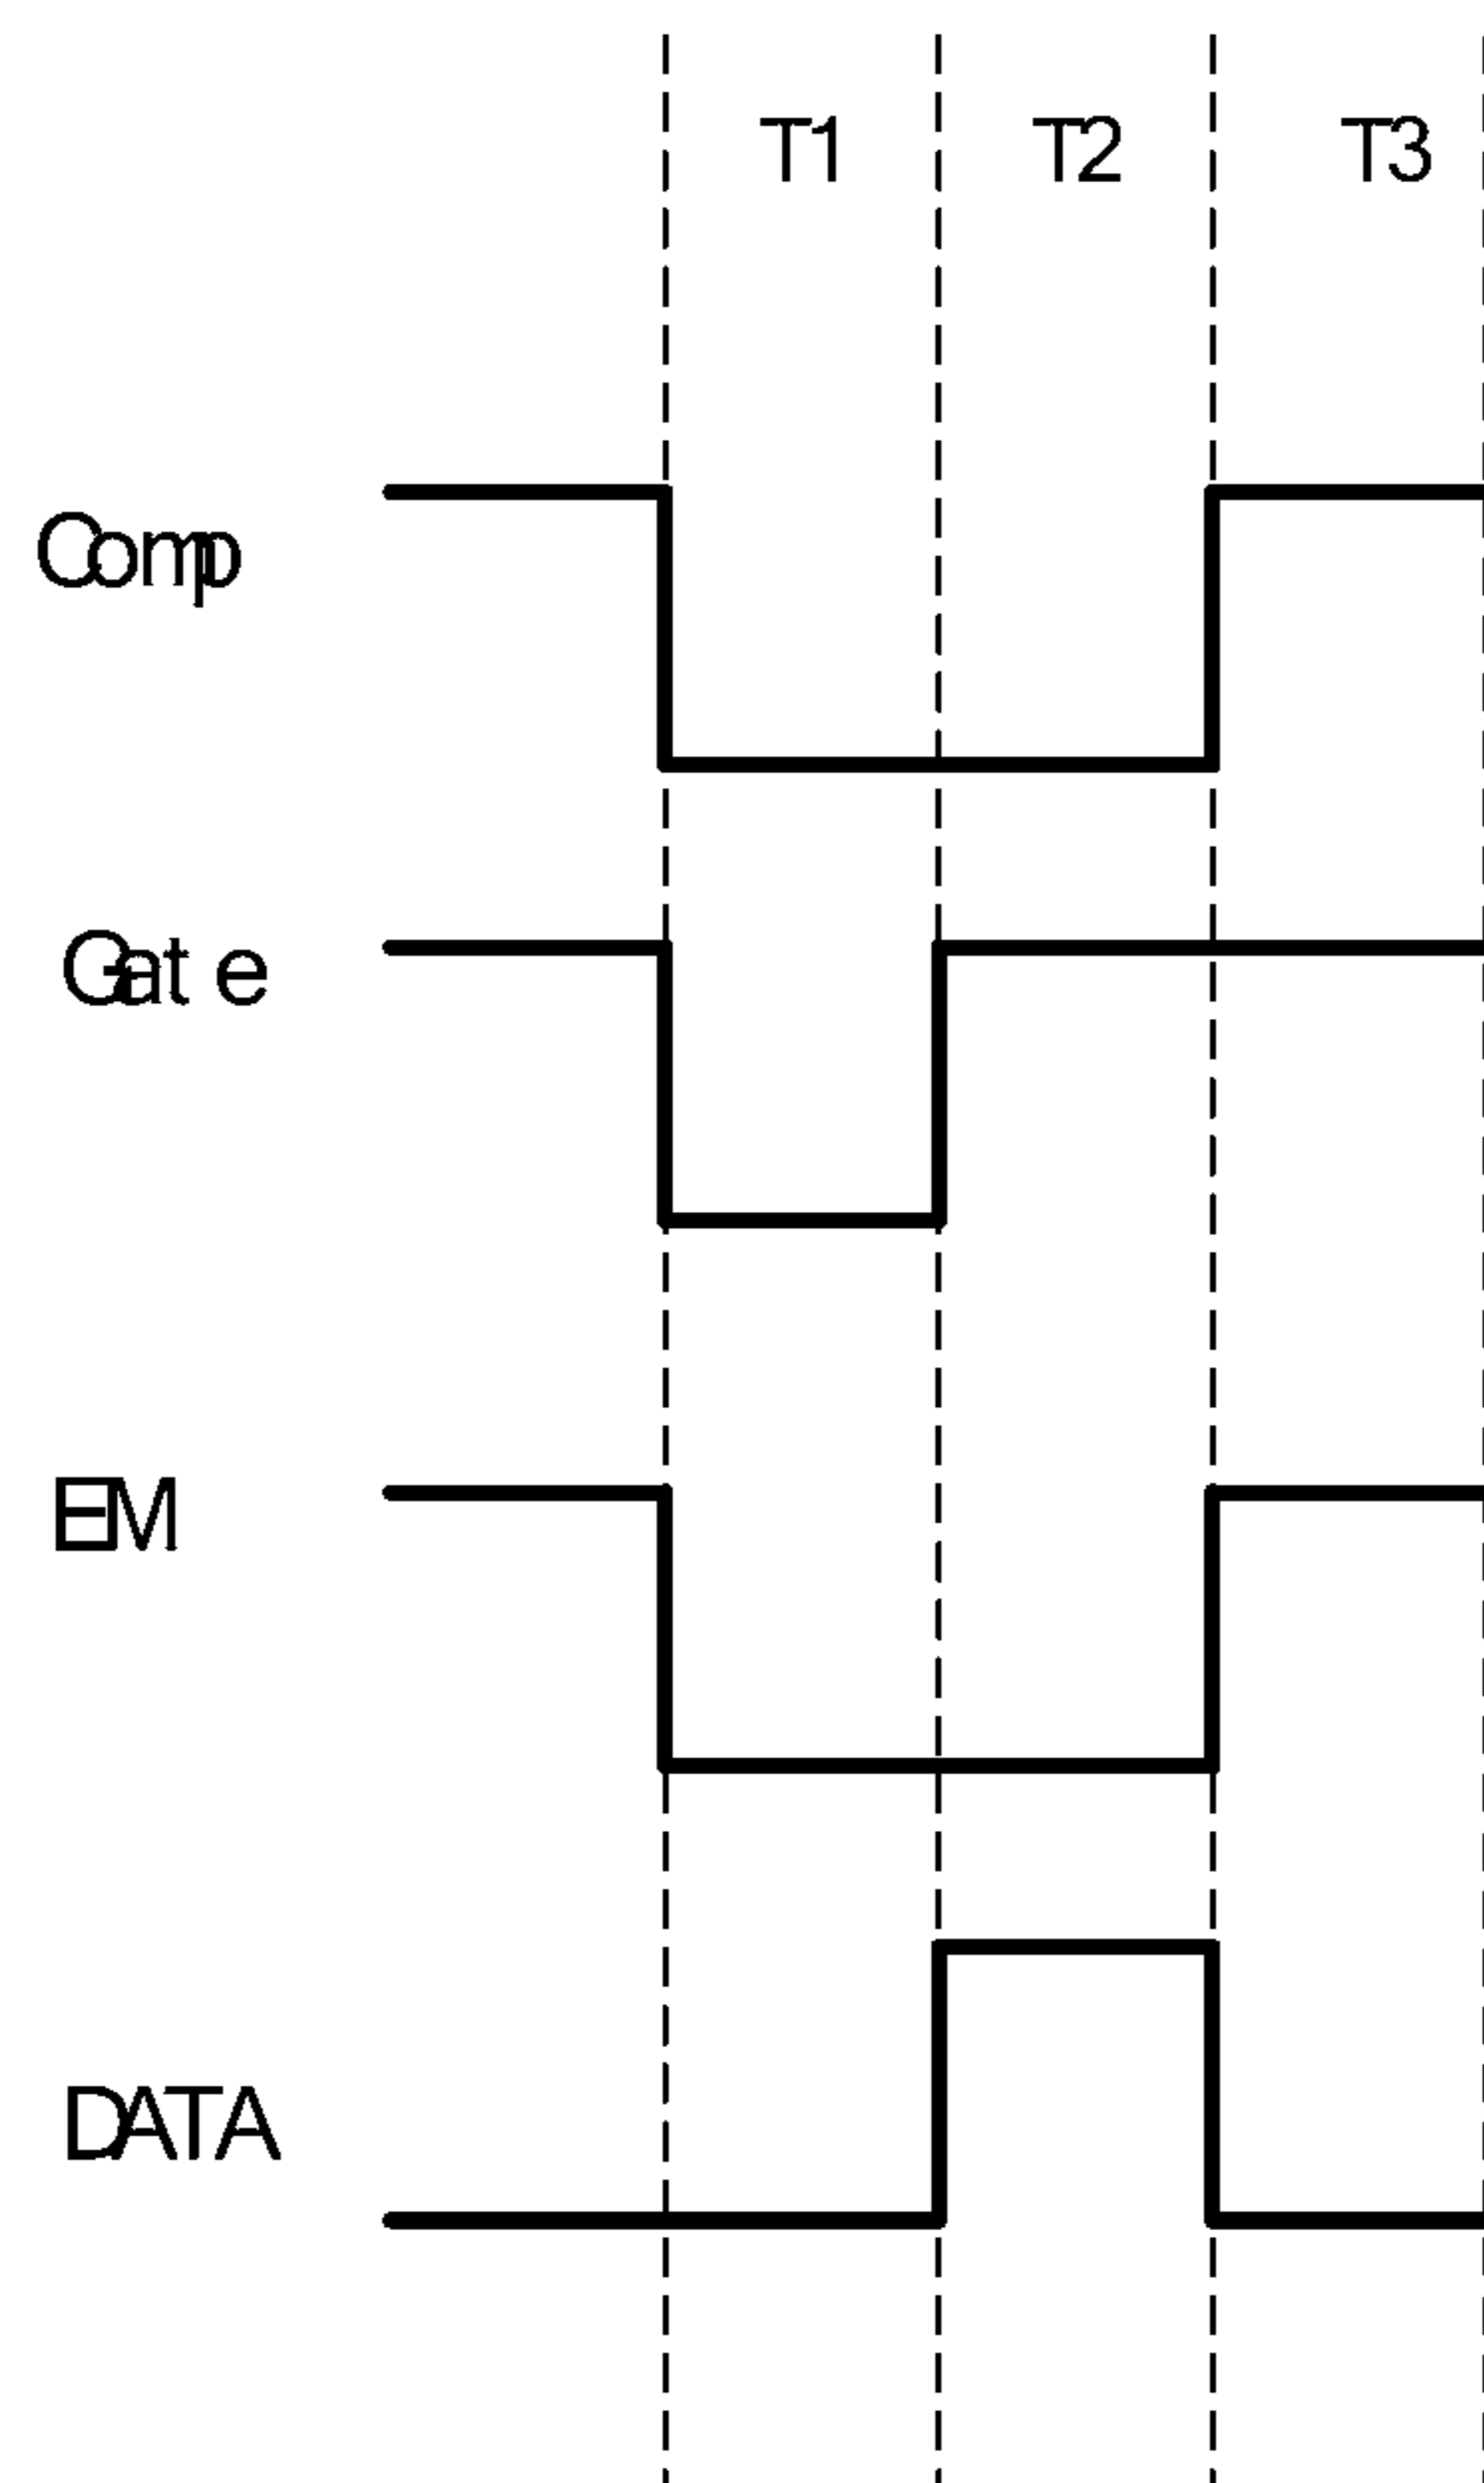 T1 T2 T3
Comp
Gate
EM
DATA